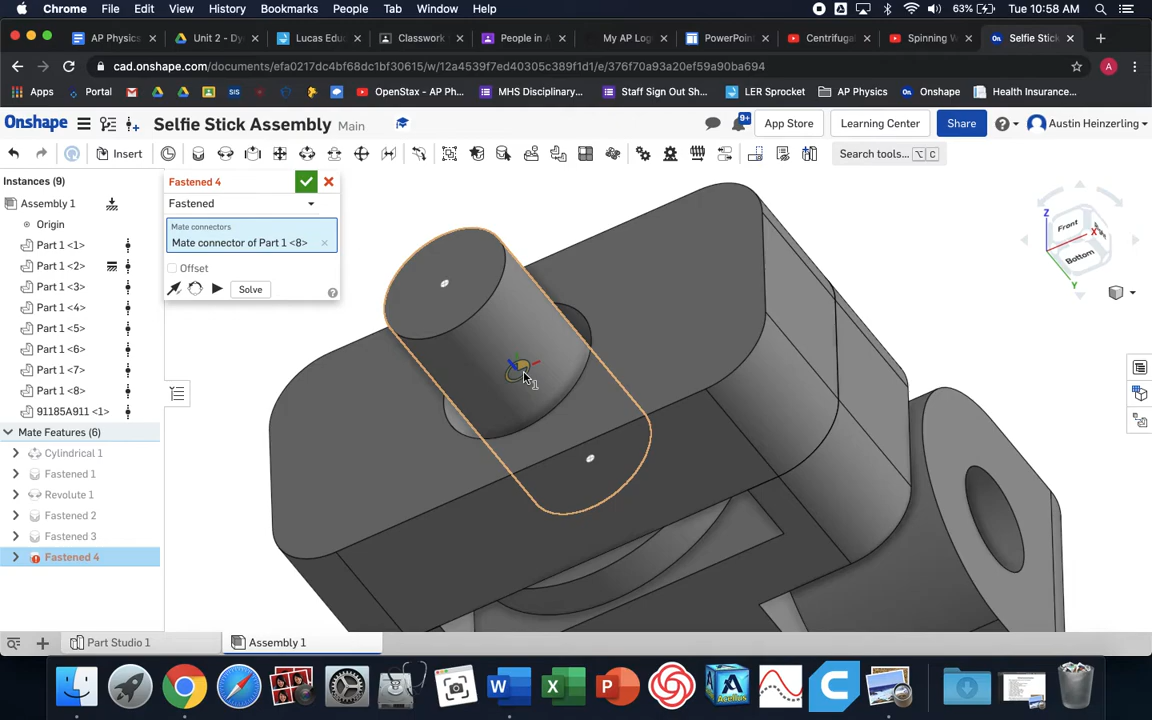 Chrome File Edit View History Bookmarks People Tab Window Help 63% Tue 10:58 AM
AP Physics Unit 2 - Dy Lucas Edu Classwork People in A My AP Log PowerPoin Centrifuga Spinning W Selfie Stick
cad.onshape.com/documents/efa0217dc4bf68dc1bf30615/w/12a4539f7ed40305c389f1d1/e/376f70a93a20ef59a90ba694 A
Apps Portal SIS OpenStax - AP Ph... MHS Disciplinary... Staff Sign Out Sh... LER Sprocket AP Physics Onshape Health Insurance...
Onshape Selfie Stick Assembly Main 9+ App Store Learning Center Share Austin Heinzerling
Insert Search tools... C
Instances (9)
Assembly 1
Origin
Part 1 <1>
Part 1 <2>
Part 1 <3>
Part 1 <4>
Part 1 <5>
Part 1 <6>
Part 1 <7>
Part 1 <8>
91185A911 <1>
Mate Features (6)
Cylindrical 1
Fastened 1
Revolute 1
Fastened 2
Fastened 3
Fastened 4
Fastened 4
Fastened
Mate connectors
Mate connector of Part 1 <8>
Offset
Solve
1
Z
Front
X
Bottom
Y
Part Studio 1 Assembly 1